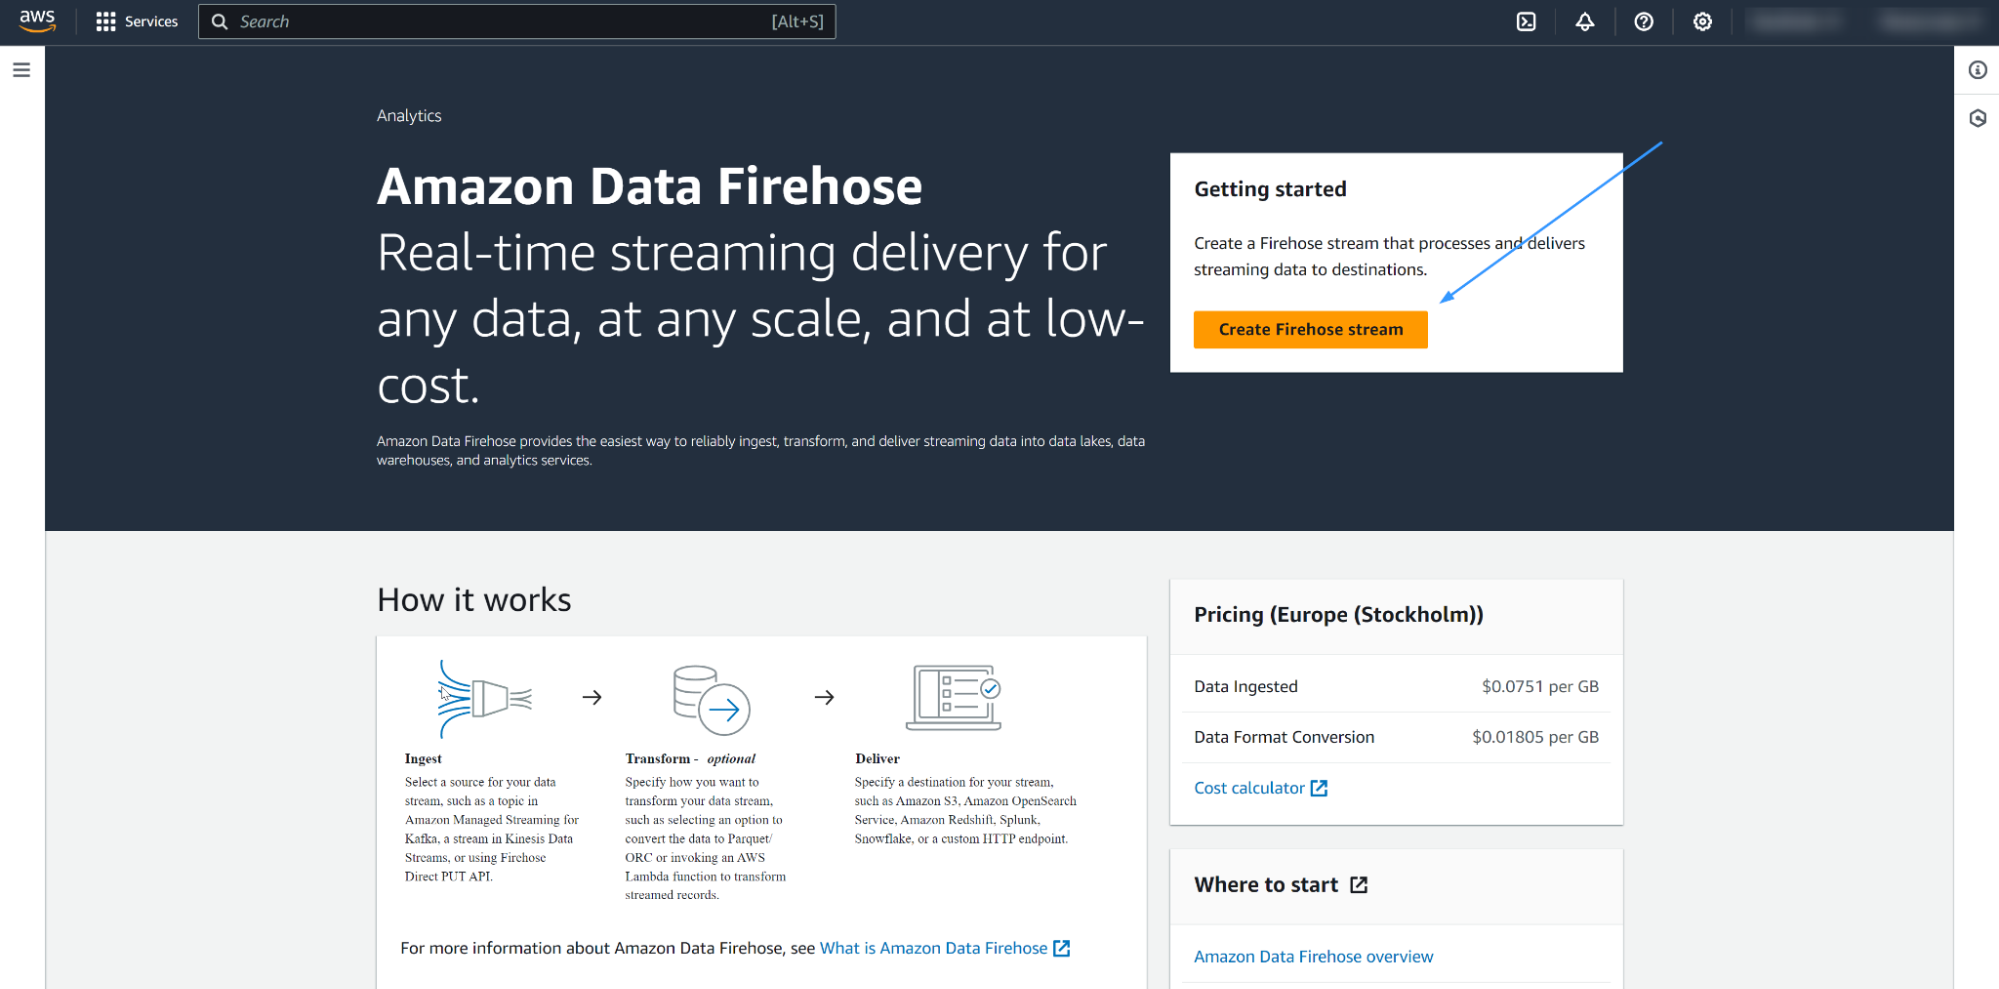 aws
Services
Search
[Alt+S]
Analytics
Amazon Data Firehose
Real-time streaming delivery for
any data, at any scale, and at low-
cost.
Amazon Data Firehose provides the easiest way to reliably ingest, transform, and deliver streaming data into data lakes, data
warehouses, and analytics services.
Getting started
Create a Firehose stream that processes and delivers
streaming data to destinations.
Create Firehose stream
How it works
Ingest
Select a source for your data
stream, such as a topic in
Amazon Managed Streaming for
Kafka, a stream in Kinesis Data
Streams, or using Firehose
Direct PUT API.
Transform - optional
Specify how you want to
transform your data stream,
such as selecting an option to
convert the data to Parquet/
ORC or invoking an AWS
Lambda function to transform
streamed records.
Deliver
Specify a destination for your stream,
such as Amazon S3, Amazon OpenSearch
Service, Amazon Redshift, Splunk,
Snowflake, or a custom HTTP endpoint.
For more information about Amazon Data Firehose, see What is Amazon Data Firehose
Pricing (Europe (Stockholm))
Data Ingested $0.0751 per GB
Data Format Conversion $0.01805 per GB
Cost calculator
Where to start
Amazon Data Firehose overview